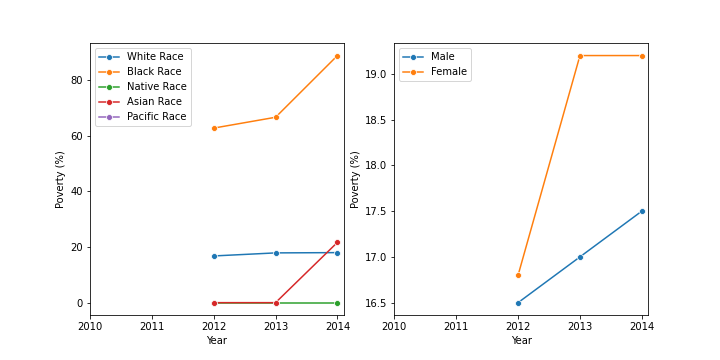 White Race
Black Race
Native Race
Asian Race
Pacific Race
Poverty (%)
80
60
40
20
0
2010 2011 2012 2013 2014
Year
Male
Female
Poverty (%)
19.0
18.5
18.0
17.5
17.0
16.5
2010 2011 2012 2013 2014
Year